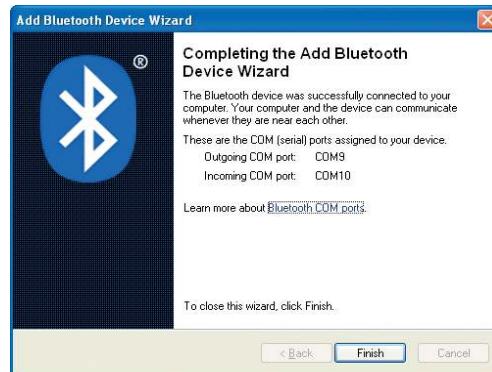 Add Bluetooth Device Wizard
®
Completing the Add Bluetooth
Device Wizard
The Bluetooth device was successfully connected to your
computer. Your computer and the device can communicate
whenever they are near each other.
These are the COM (serial) ports assigned to your device.
Outgoing COM port: COM9
Incoming COM port: COM10
Learn more about Bluetooth COM ports.
To close this wizard, click Finish.
< Back Finish Cancel